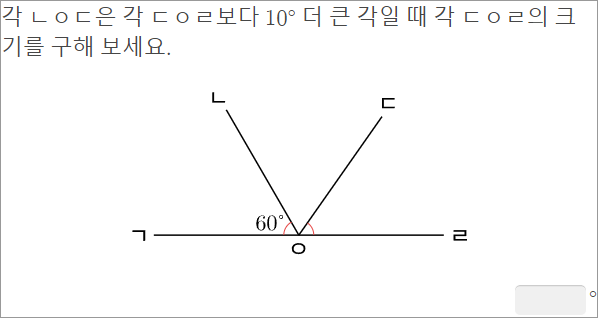 각 ㄴㅇㄷ은 각 ㄷㅇㄹ보다 10° 더 큰 각일 때 각 ㄷㅇㄹ의 크
기를 구해 보세요.
ㄴ
ㄷ
60°
ㄱ
ㄹ
ㅇ
°